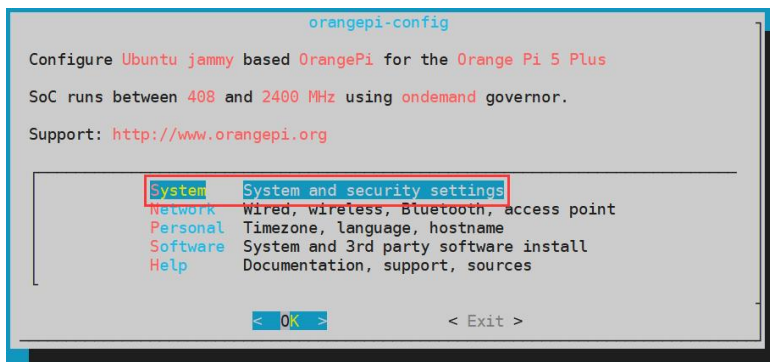 orangepi-config
Configure Ubuntu jammy based OrangePi for the Orange Pi 5 Plus
SoC runs between 408 and 2400 MHz using ondemand governor.
Support: http://www.orangepi.org
System System and security settings
Network Wired, wireless, Bluetooth, access point
Personal Timezone, language, hostname
Software System and 3rd party software install
Help Documentation, support, sources
< OK > < Exit >